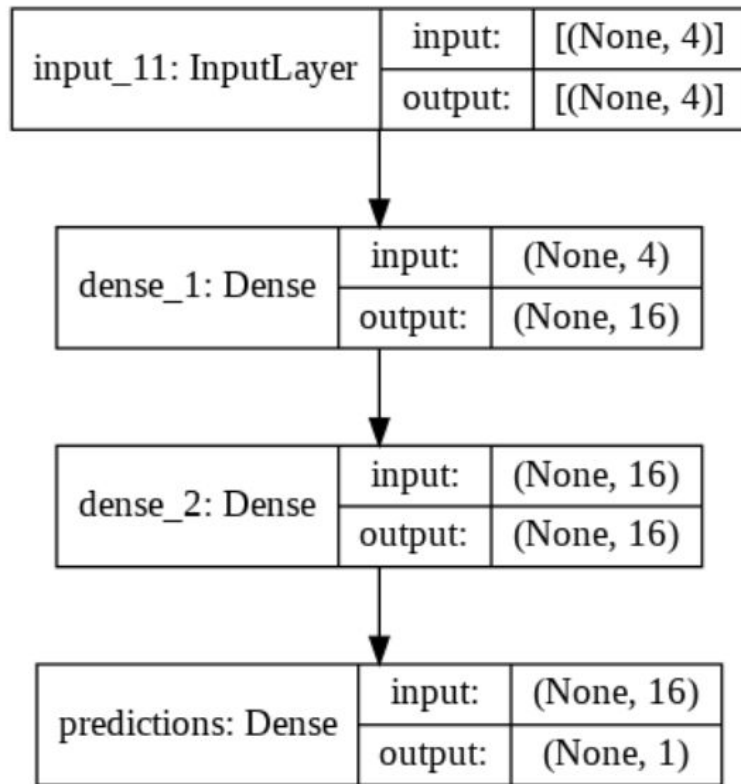 input_11: InputLayer
input: [(None, 4)]
output: [(None, 4)]
dense_1: Dense
input: (None, 4)
output: (None, 16)
dense_2: Dense
input: (None, 16)
output: (None, 16)
predictions: Dense
input: (None, 16)
output: (None, 1)